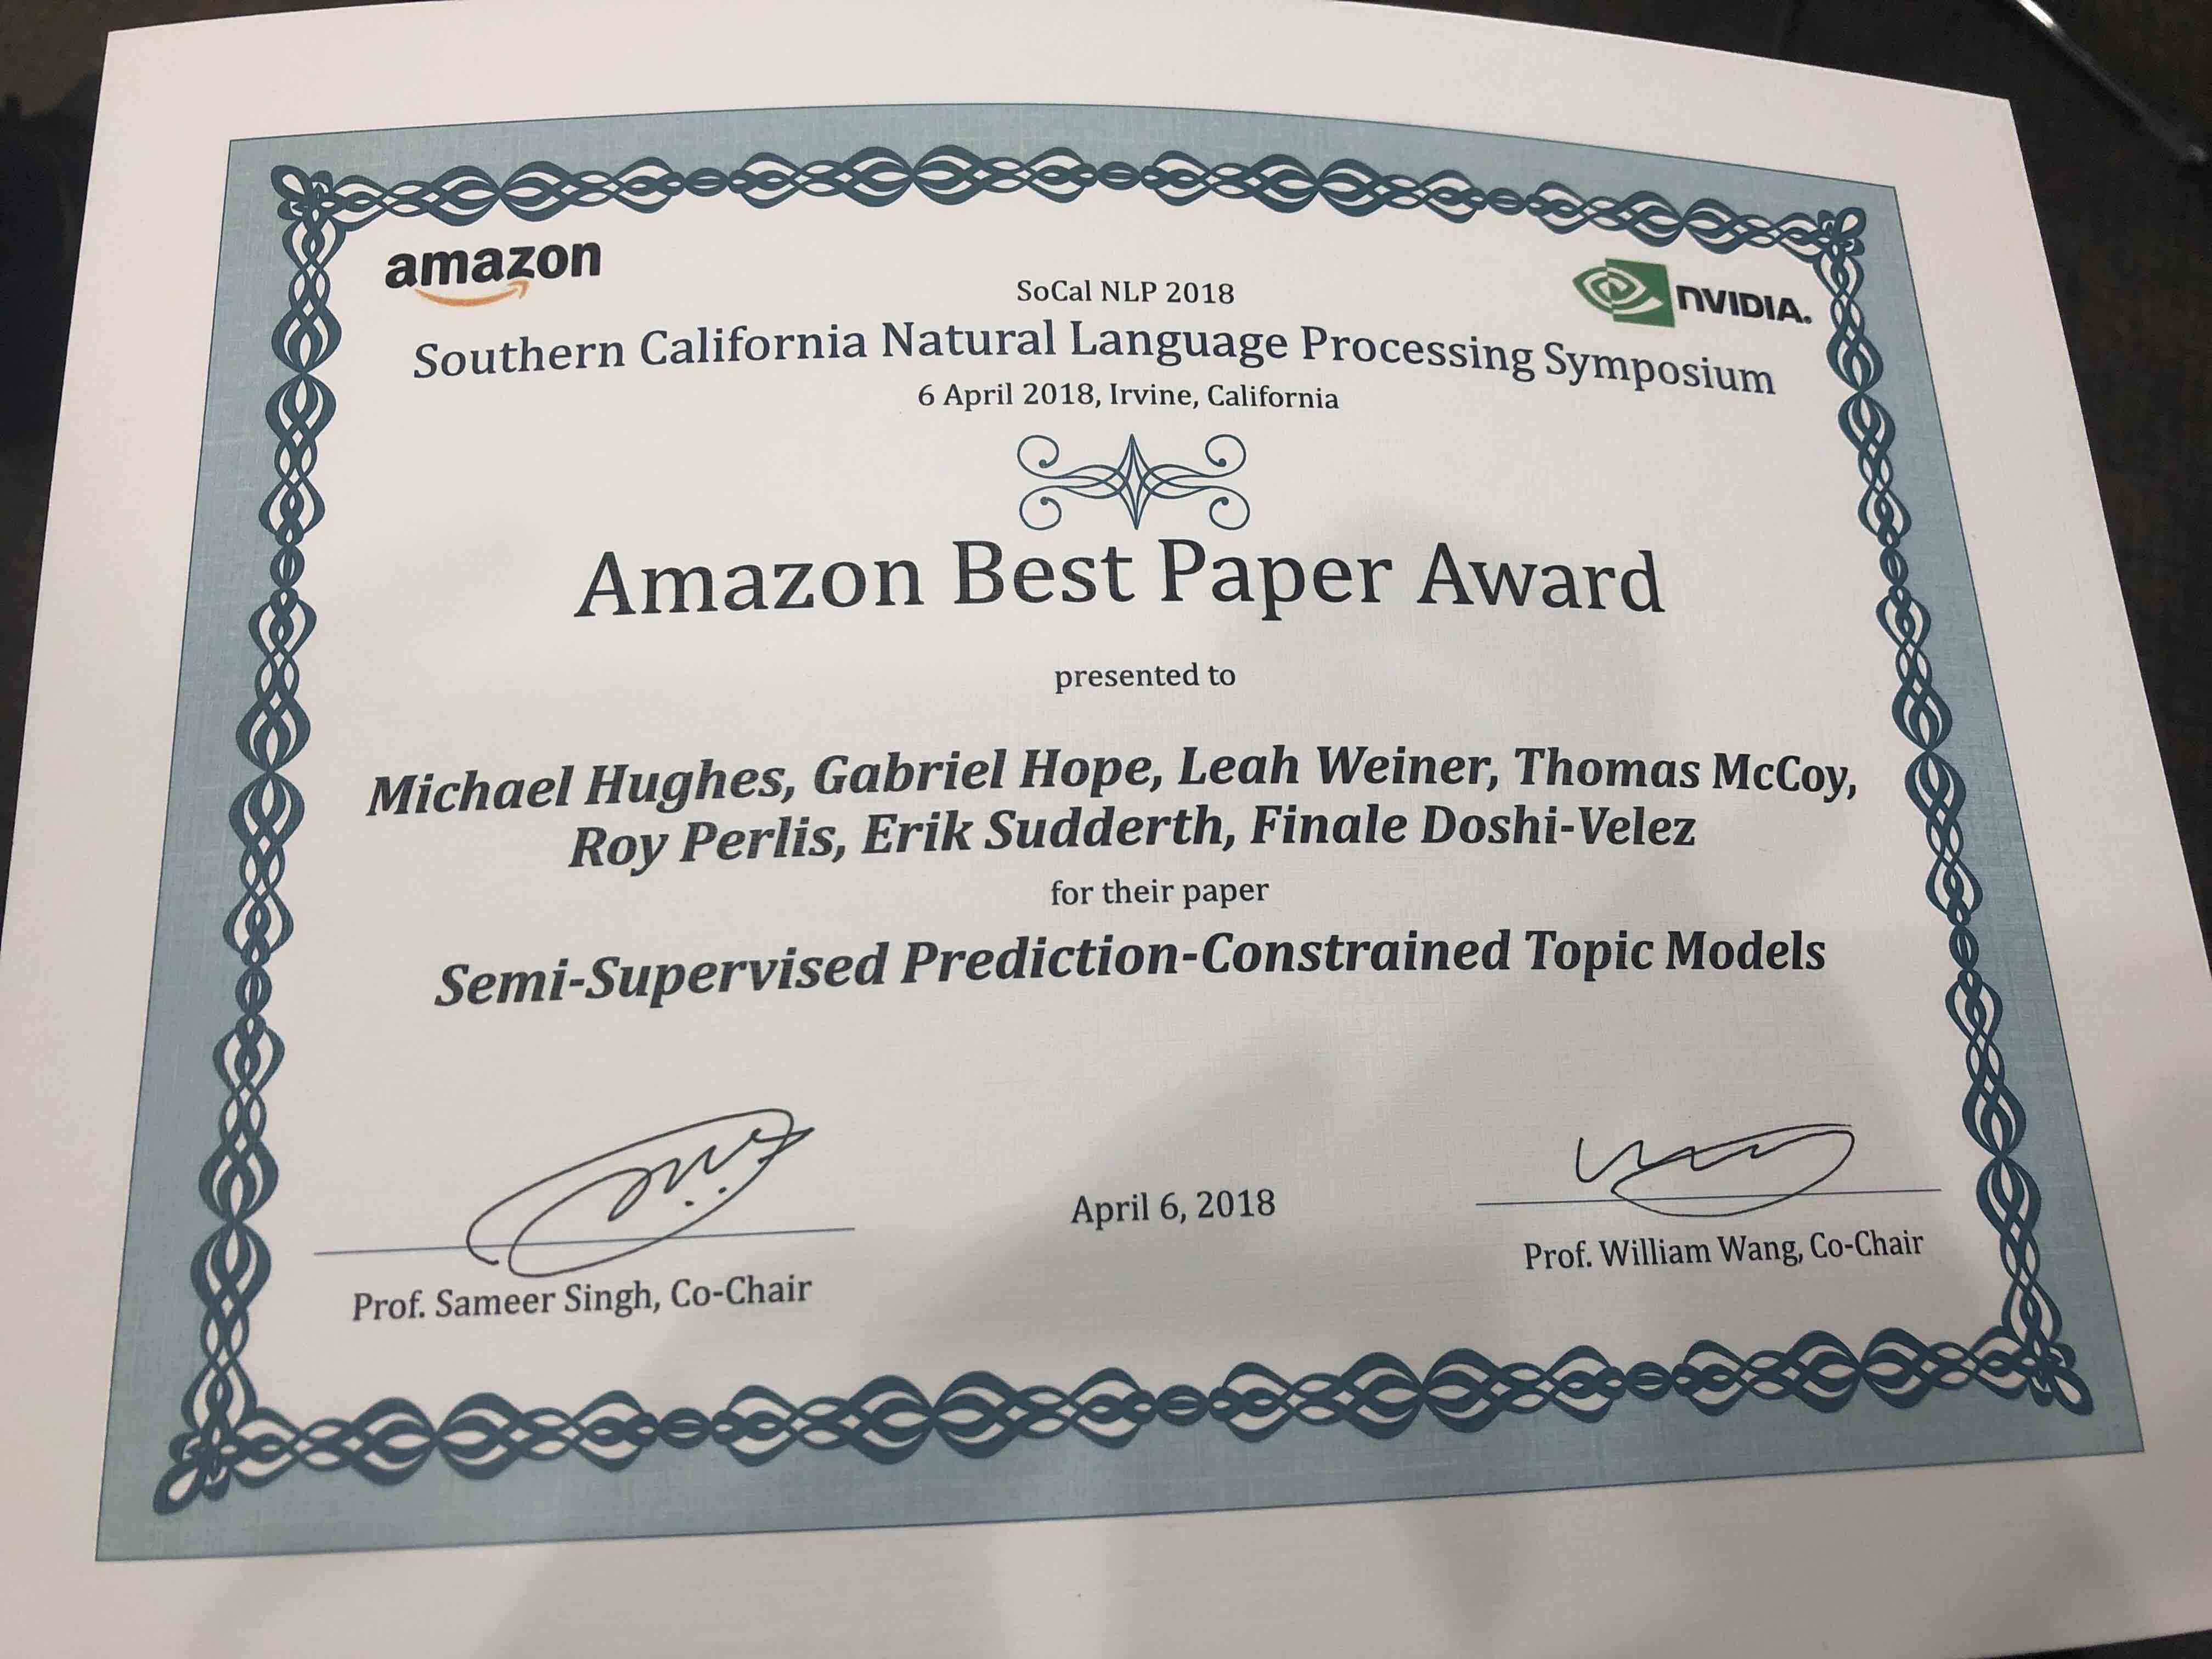 amazon
NVIDIA.
SoCal NLP 2018
Southern California Natural Language Processing Symposium
6 April 2018, Irvine, California
Amazon Best Paper Award
presented to
Michael Hughes, Gabriel Hope, Leah Weiner, Thomas McCoy,
Roy Perlis, Erik Sudderth, Finale Doshi-Velez
for their paper
Semi-Supervised Prediction-Constrained Topic Models
April 6, 2018
Prof. Sameer Singh, Co-Chair
Prof. William Wang, Co-Chair